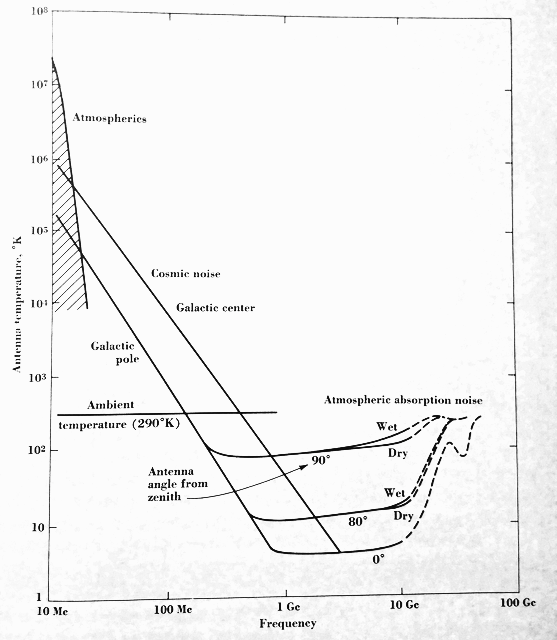 10⁸
10⁷
Atmospherics
10⁶
10⁵
Antenna temperature, °K
Cosmic noise
10⁴
Galactic center
Galactic
pole
10³
Atmospheric absorption noise
Ambient
temperature (290°K)
Wet
10²
Dry
90°
Antenna
angle from
zenith
Wet
10
80°
Dry
0°
1
10 Mc
100 Mc
1 Gc
10 Gc
100 Gc
Frequency